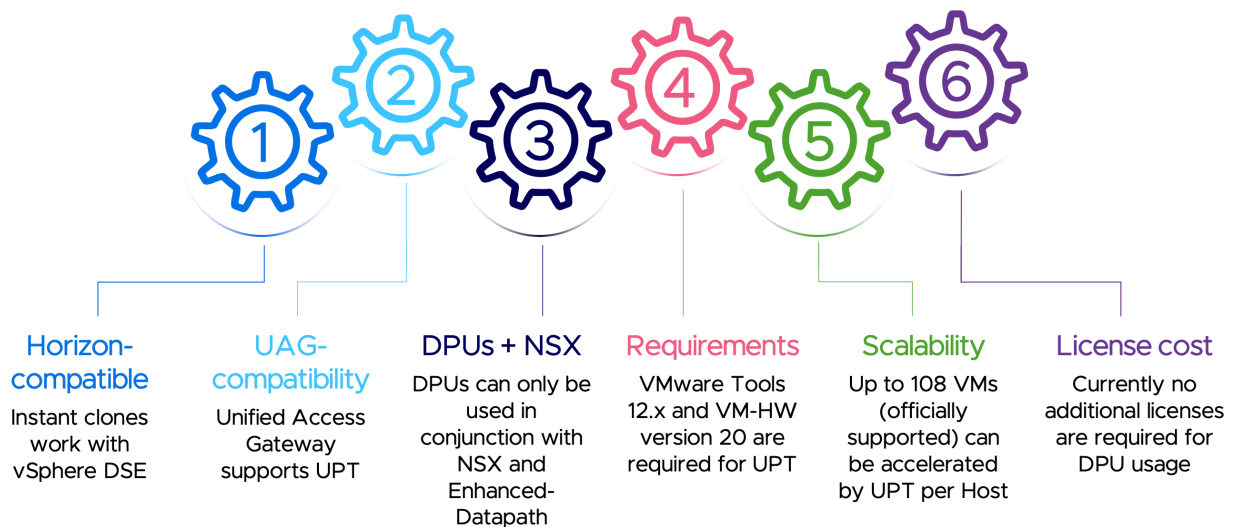 1
2
3
4
5
6
Horizon-
compatible
Instant clones
work with
vSphere DSE
UAG-
compatibility
Unified Access
Gateway
supports UPT
DPUs + NSX
DPUs can only be
used in
conjunction with
NSX and
Enhanced-
Datapath
Requirements
VMware Tools
12.x and VM-HW
version 20 are
required for UPT
Scalability
Up to 108 VMs
(officially
supported) can
be accelerated
by UPT per Host
License cost
Currently no
additional licenses
are required for
DPU usage